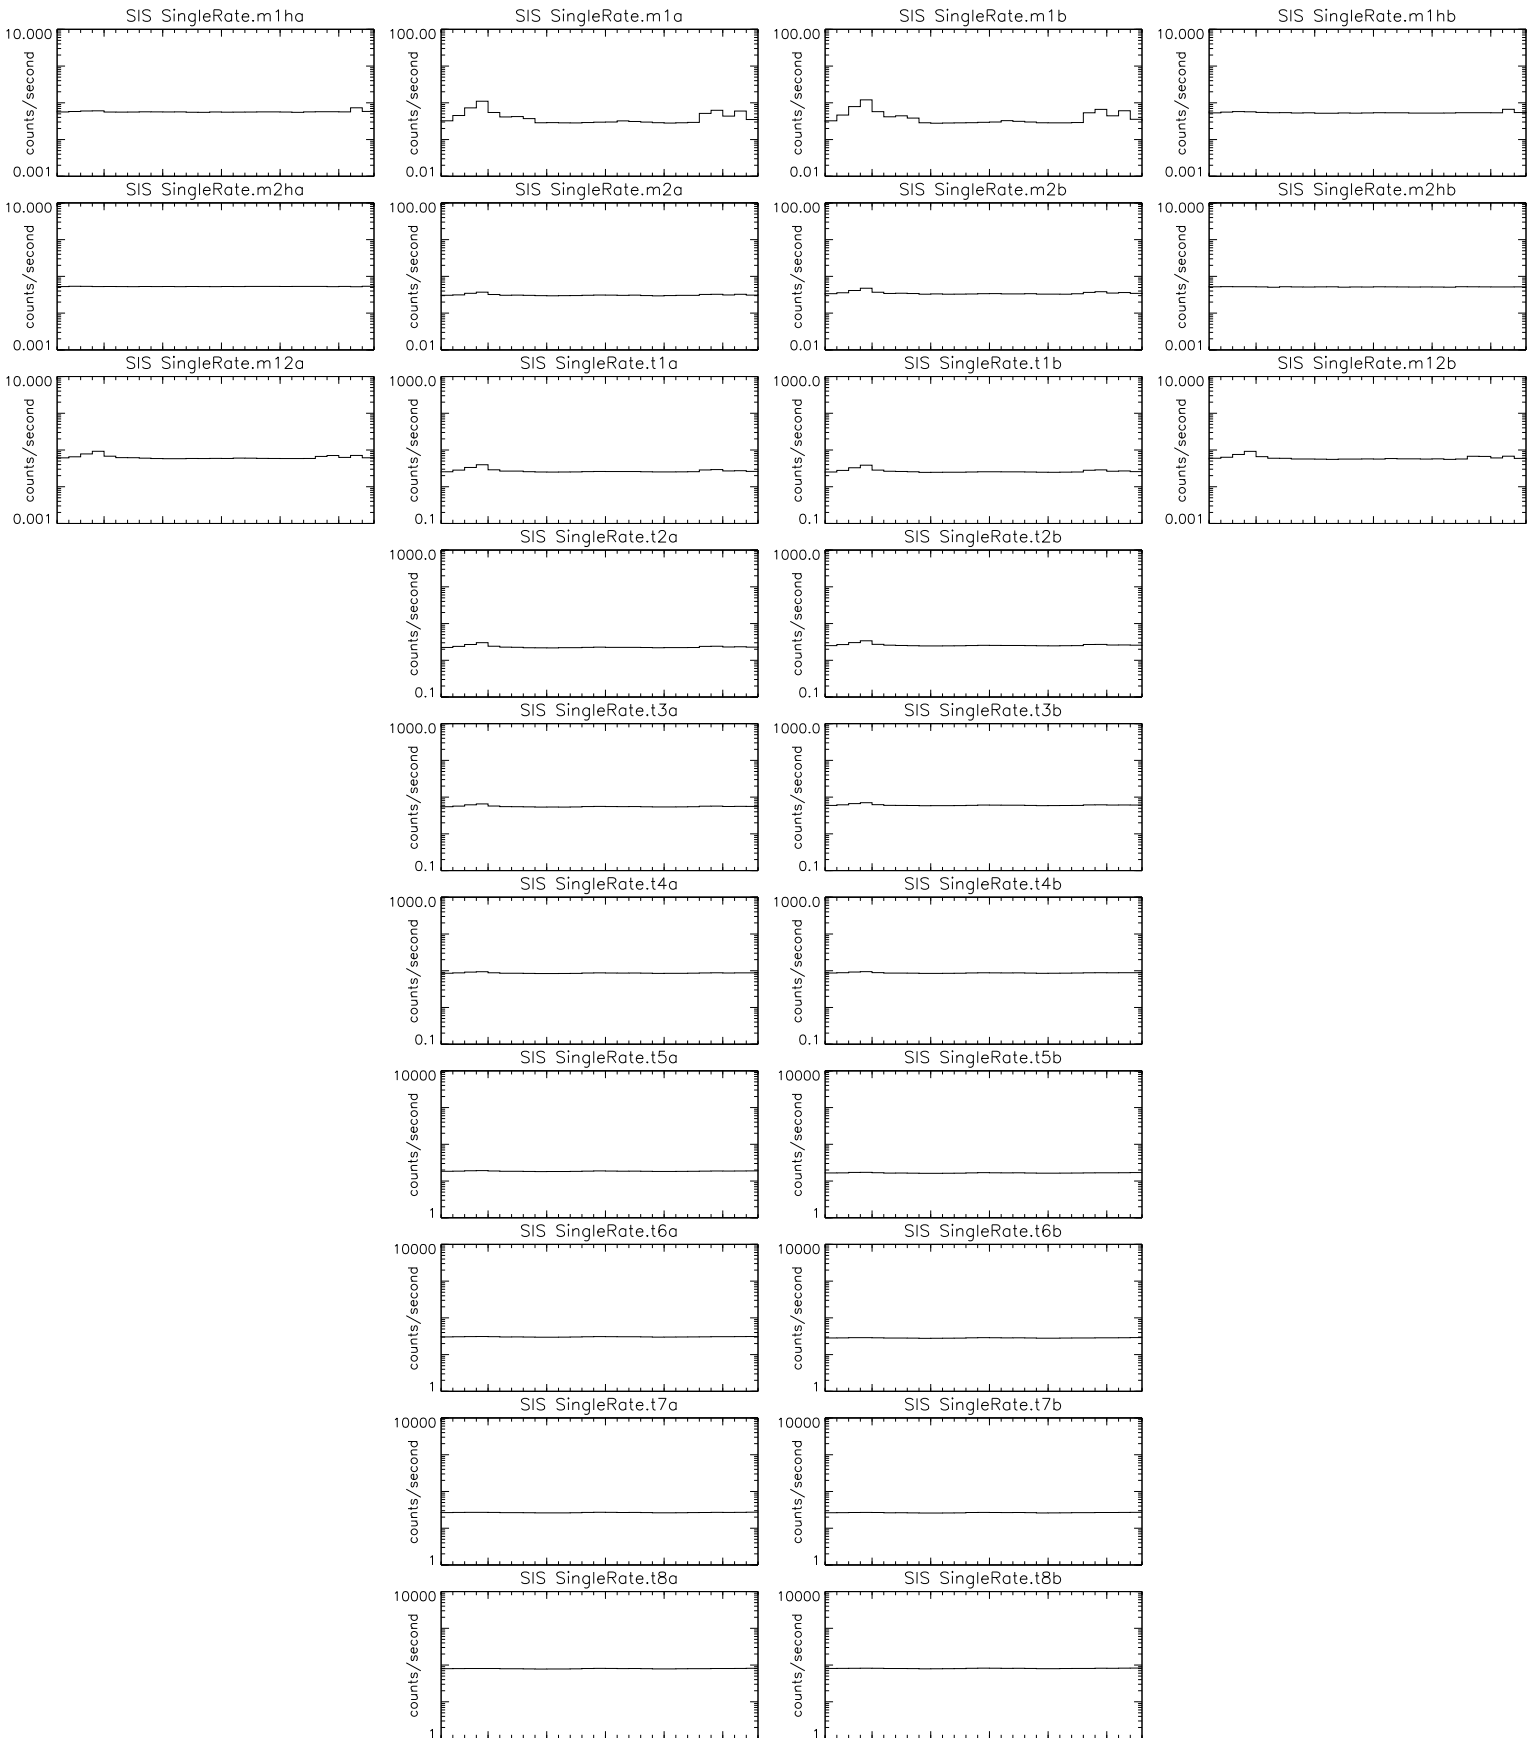 SIS SingleRate.m1ha
10.000
counts/second
0.001
SIS SingleRate.m1a
100.00
counts/second
0.01
SIS SingleRate.m1b
100.00
counts/second
0.01
SIS SingleRate.m1hb
10.000
counts/second
0.001
SIS SingleRate.m2ha
10.000
counts/second
0.001
SIS SingleRate.m2a
100.00
counts/second
0.01
SIS SingleRate.m2b
100.00
counts/second
0.01
SIS SingleRate.m2hb
10.000
counts/second
0.001
SIS SingleRate.m12a
10.000
counts/second
0.001
SIS SingleRate.t1a
1000.0
counts/second
0.1
SIS SingleRate.t1b
1000.0
counts/second
0.1
SIS SingleRate.m12b
10.000
counts/second
0.001
SIS SingleRate.t2a
1000.0
counts/second
0.1
SIS SingleRate.t2b
1000.0
counts/second
0.1
SIS SingleRate.t3a
1000.0
counts/second
0.1
SIS SingleRate.t3b
1000.0
counts/second
0.1
SIS SingleRate.t4a
1000.0
counts/second
0.1
SIS SingleRate.t4b
1000.0
counts/second
0.1
SIS SingleRate.t5a
10000
counts/second
1
SIS SingleRate.t5b
10000
counts/second
1
SIS SingleRate.t6a
10000
counts/second
1
SIS SingleRate.t6b
10000
counts/second
1
SIS SingleRate.t7a
10000
counts/second
1
SIS SingleRate.t7b
10000
counts/second
1
SIS SingleRate.t8a
10000
counts/second
1
SIS SingleRate.t8b
10000
counts/second
1